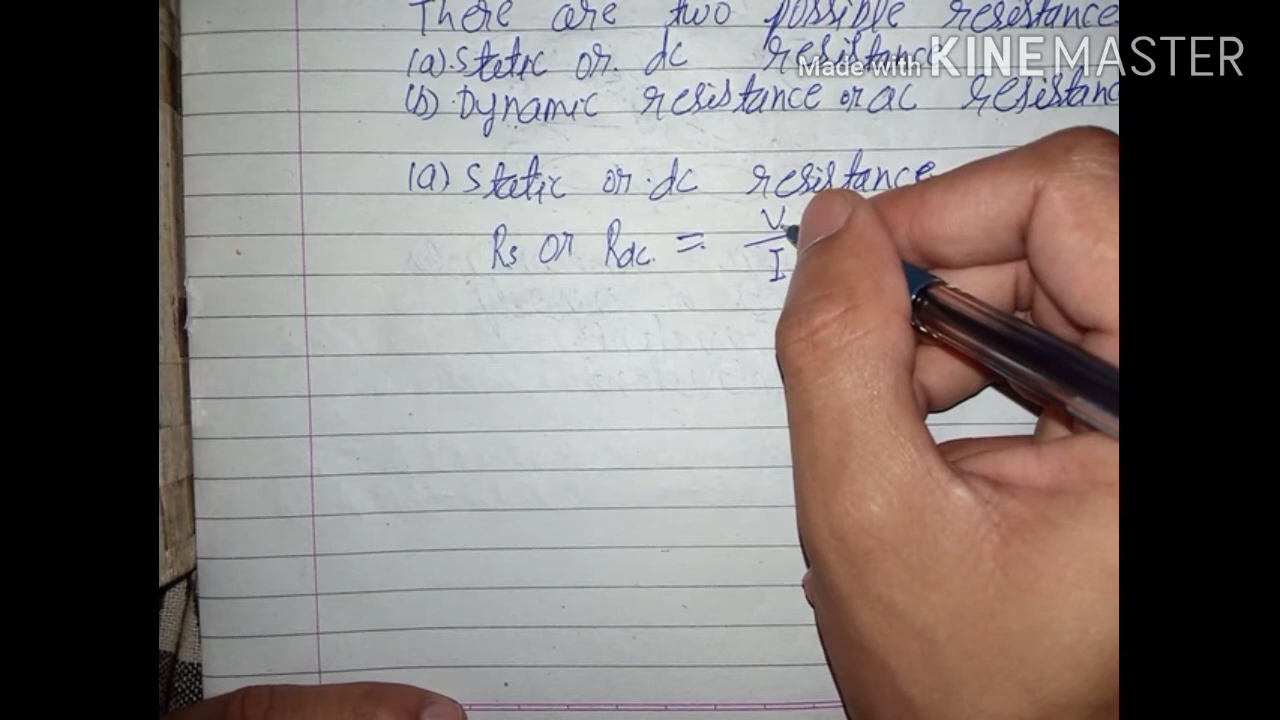 There are two possible resistance
Made with KINEMASTER
(a) Static or dc resistance
(b) Dynamic resistance or ac resistanc
(a) Static or dc resistance
Rs or Rdc = V
I